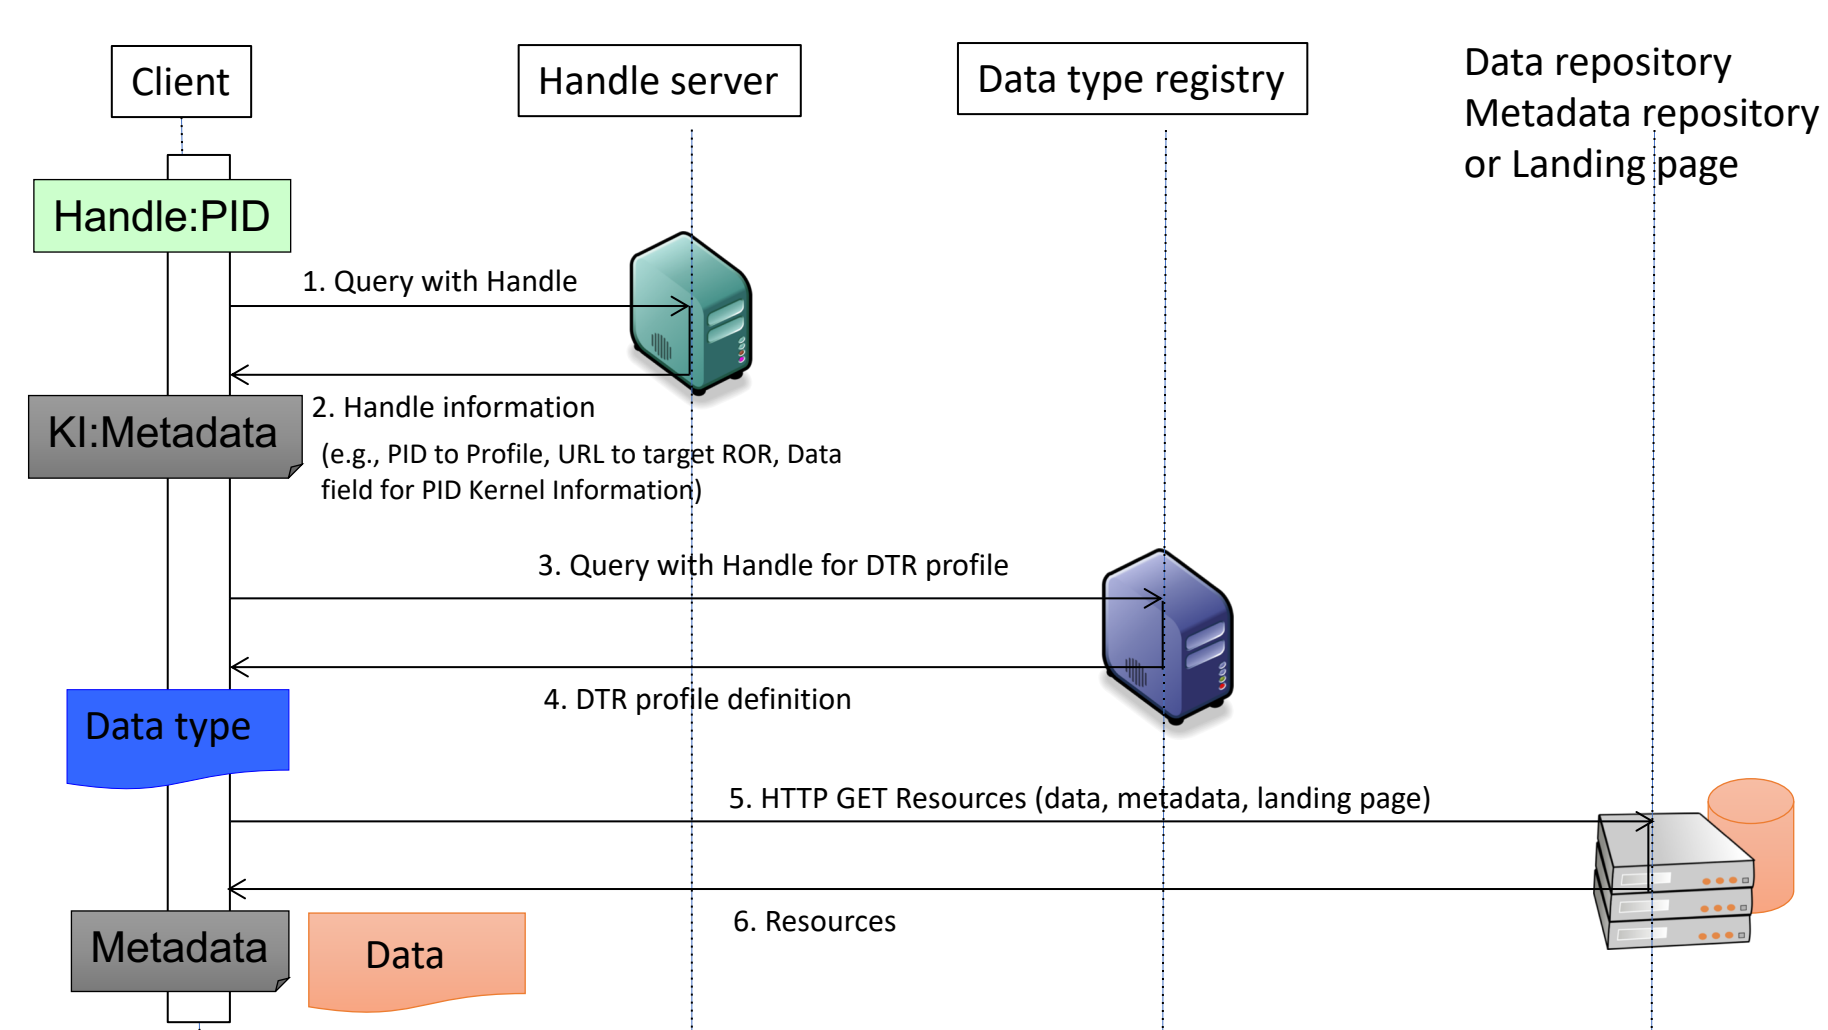 Client
Handle server
Data type registry
Data repository
Metadata repository
or Landing page
Handle:PID
1. Query with Handle
2. Handle information
KI:Metadata
(e.g., PID to Profile, URL to target ROR, Data
field for PID Kernel Information)
3. Query with Handle for DTR profile
4. DTR profile definition
Data type
5. HTTP GET Resources (data, metadata, landing page)
6. Resources
Metadata
Data